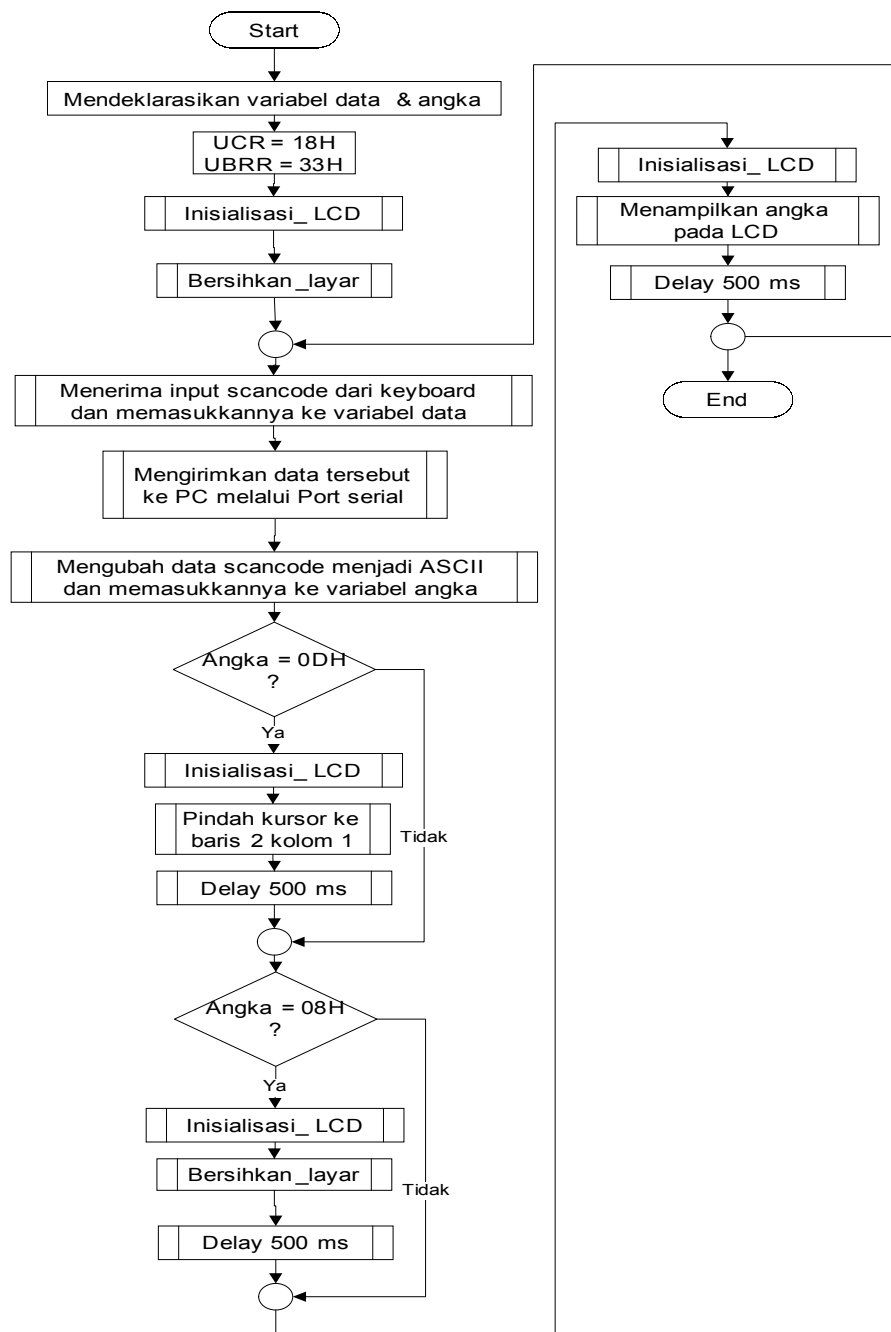 Start
Mendeklarasikan variabel data & angka
UCR = 18H
UBRR = 33H
Inisialisasi_ LCD
Bersihkan_layar
Menerima input scancode dari keyboard
dan memasukkannya ke variabel data
Mengirimkan data tersebut
ke PC melalui Port serial
Mengubah data scancode menjadi ASCII
dan memasukkannya ke variabel angka
Angka = 0DH
?
Ya
Inisialisasi_ LCD
Pindah kursor ke
baris 2 kolom 1
Tidak
Delay 500 ms
Angka = 08H
?
Ya
Inisialisasi_ LCD
Bersihkan_layar
Tidak
Delay 500 ms
Inisialisasi_ LCD
Menampilkan angka
pada LCD
Delay 500 ms
End